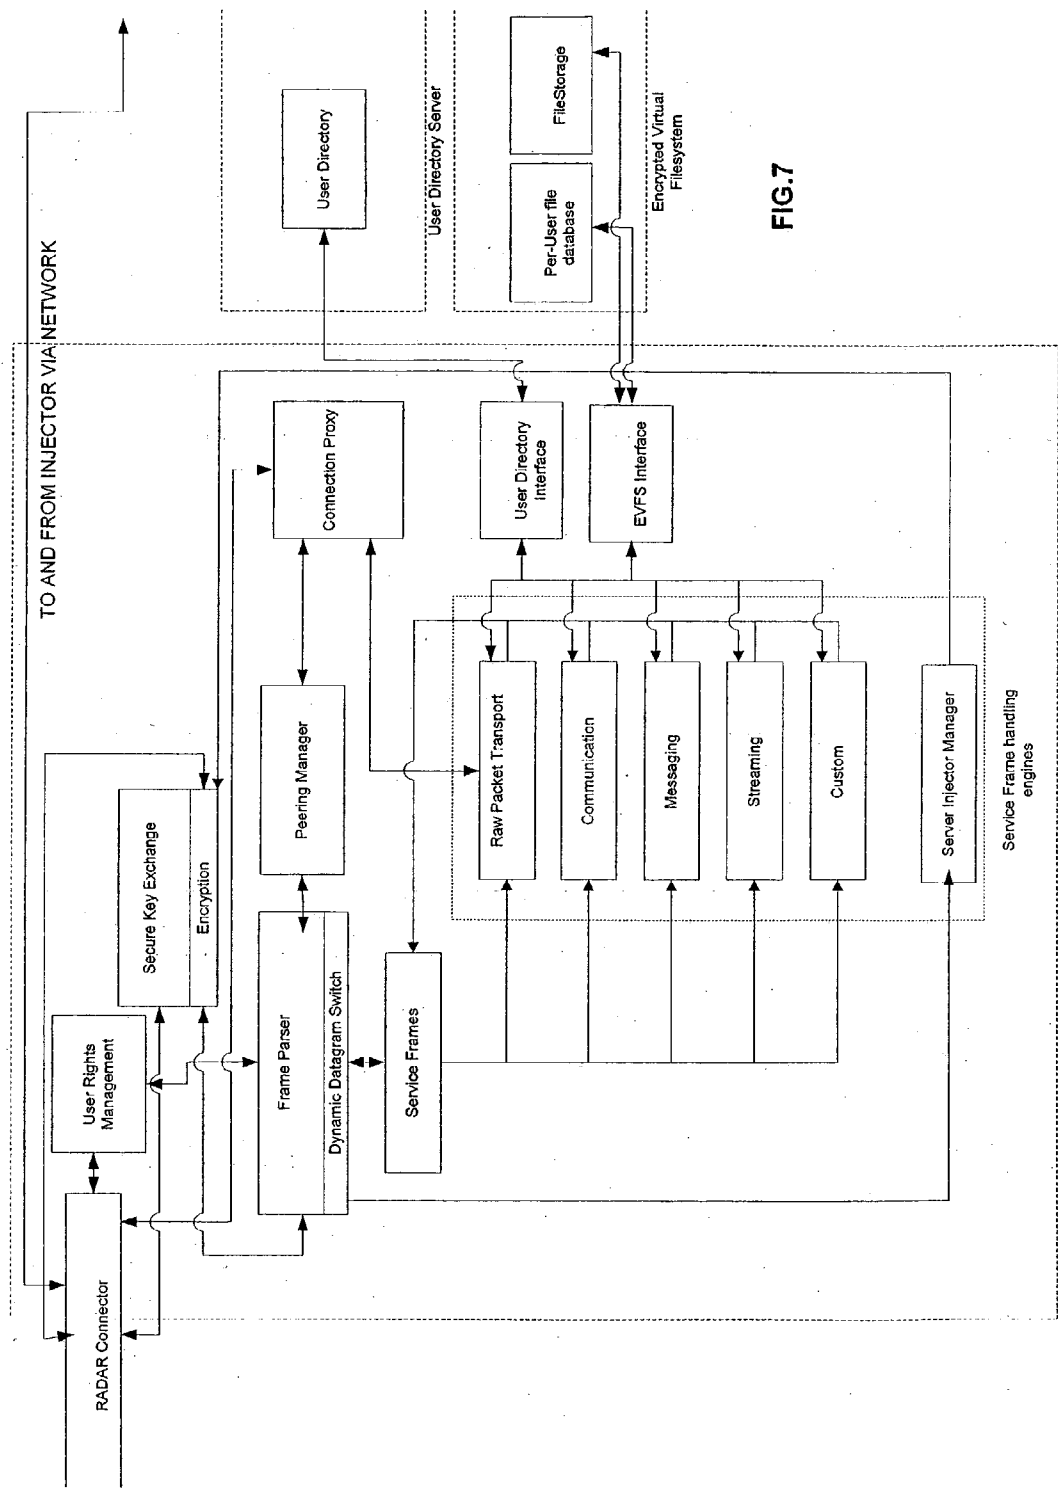 TO AND FROM INJECTOR VIA NETWORK
RADAR Connector
User Rights
Management
Secure Key Exchange
Encryption
Frame Parser
Dynamic Datagram Switch
Peering Manager
Connection Proxy
User Directory
User Directory Server
Service Frames
Raw Packet Transport
Communication
Messaging
Streaming
Custom
Server Injector Manager
Service Frame handling
engines
User Directory
Interface
EVFS Interface
Per-User file
database
FileStorage
Encrypted Virtual
Filesystem
FIG.7